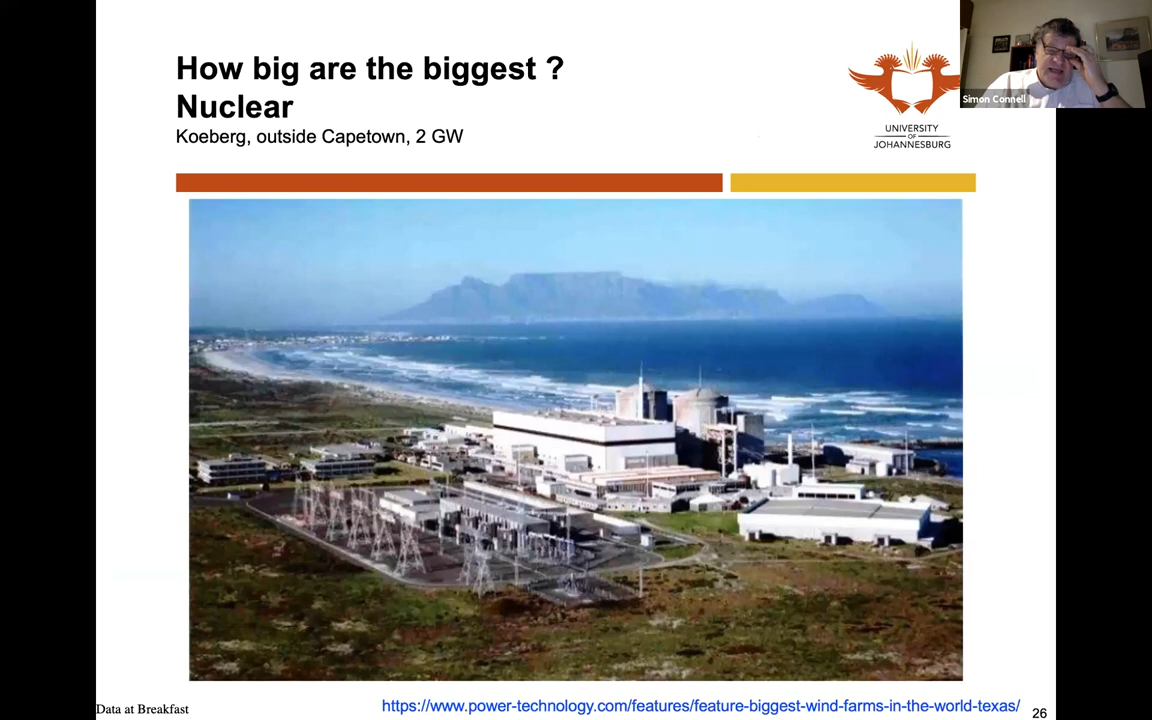 How big are the biggest ?
Nuclear
Koeberg, outside Capetown, 2 GW
UNIVERSITY
OF
JOHANNESBURG
Simon Connell
Data at Breakfast
https://www.power-technology.com/features/feature-biggest-wind-farms-in-the-world-texas/
26